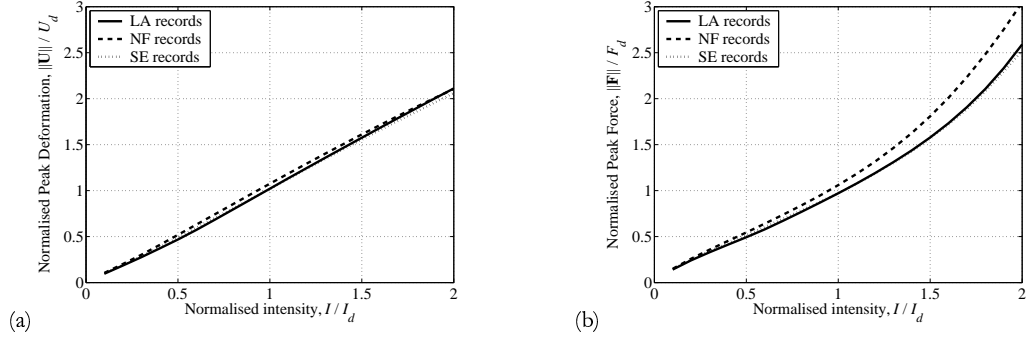 3
2.5
2
1.5
1
0.5
0
0 0.5 1 1.5 2
Normalised Peak Deformation, ||U|| / U_d
Normalised intensity, I / I_d
LA records
NF records
SE records
(a)
3
2.5
2
1.5
1
0.5
0
0 0.5 1 1.5 2
Normalised Peak Force, ||F|| / F_d
Normalised intensity, I / I_d
LA records
NF records
SE records
(b)